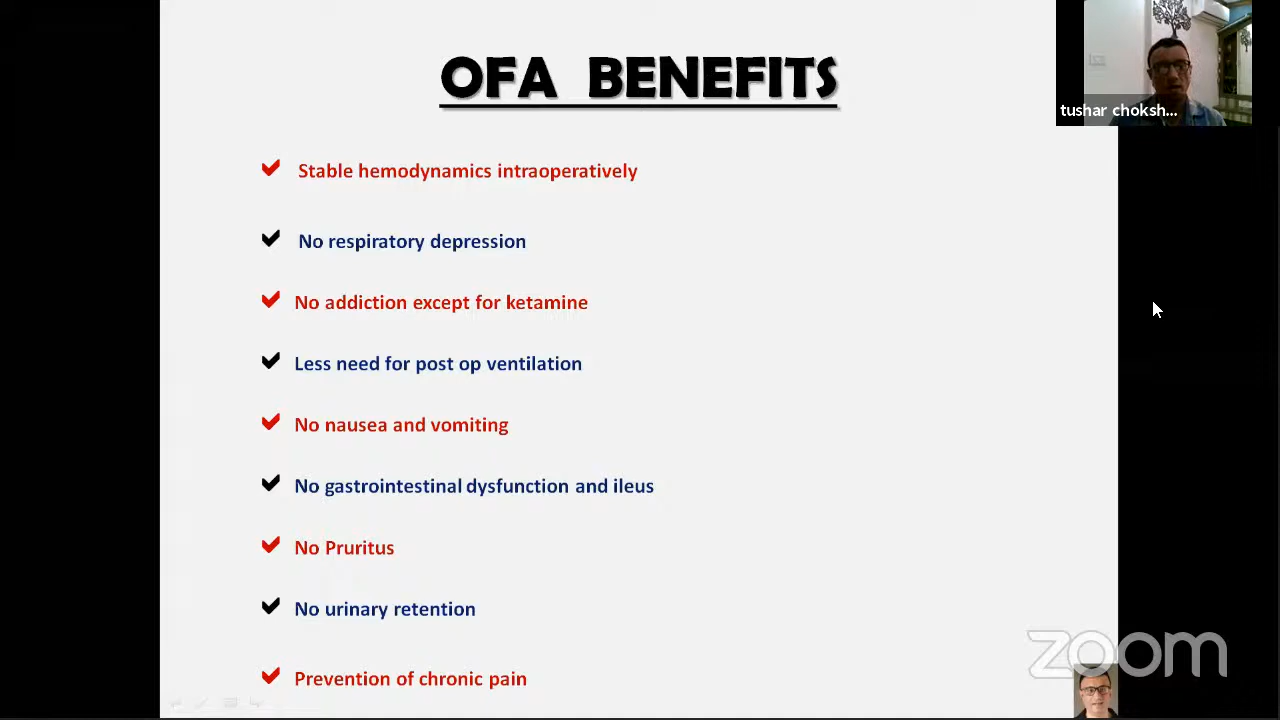 OFA BENEFITS
tushar choksh...
Stable hemodynamics intraoperatively
No respiratory depression
No addiction except for ketamine
Less need for post op ventilation
No nausea and vomiting
No gastrointestinal dysfunction and ileus
No Pruritus
No urinary retention
Prevention of chronic pain
zoom